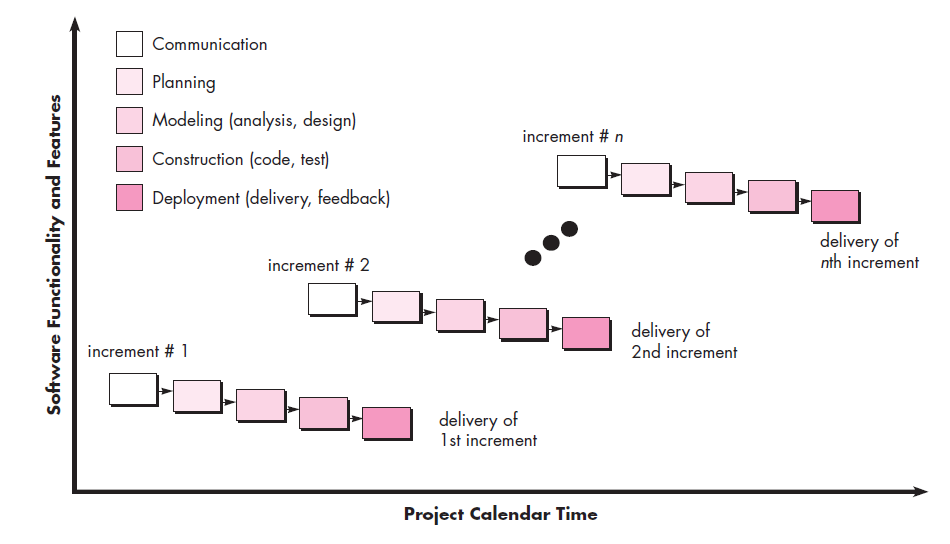 Software Functionality and Features
Communication
Planning
Modeling (analysis, design)
Construction (code, test)
Deployment (delivery, feedback)
increment # n
delivery of
nth increment
increment # 2
delivery of
2nd increment
increment # 1
delivery of
1st increment
Project Calendar Time